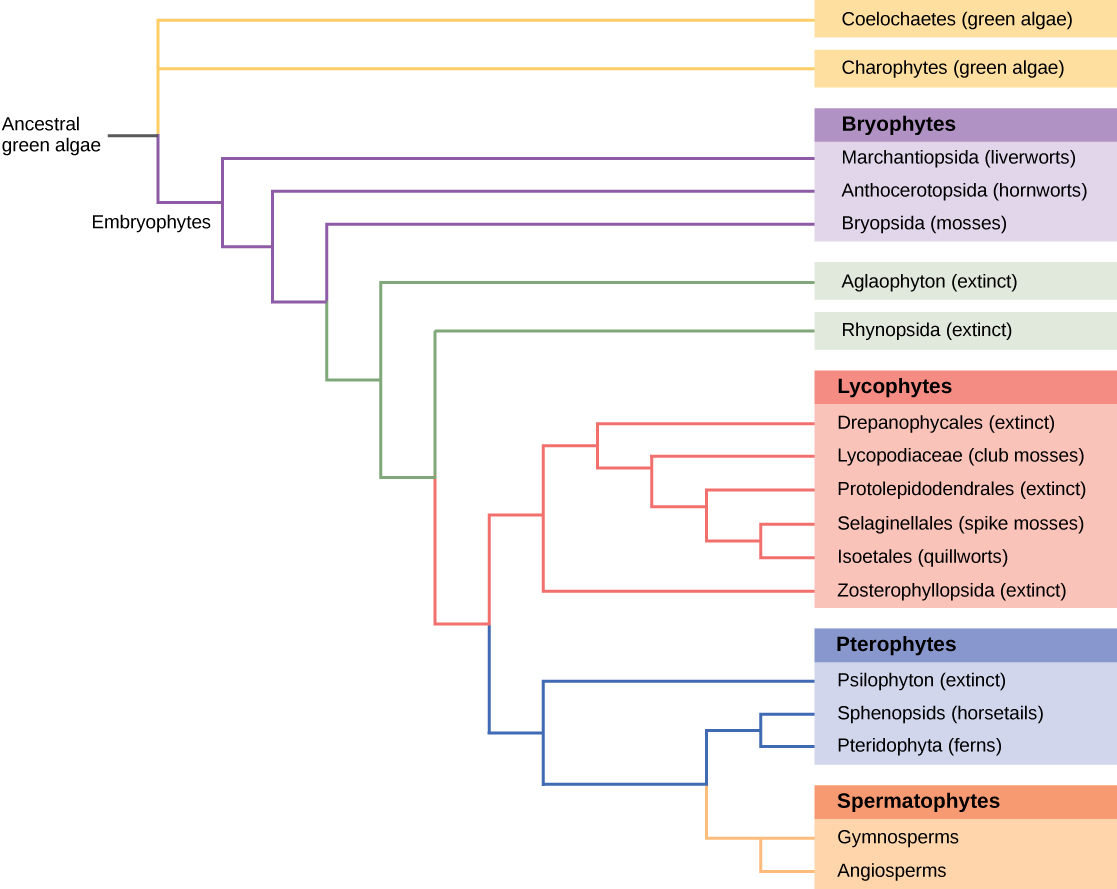 Coelochaetes (green algae)
Charophytes (green algae)
Ancestral
green algae
Bryophytes
Marchantiopsida (liverworts)
Anthocerotopsida (hornworts)
Embryophytes
Bryopsida (mosses)
Aglaophyton (extinct)
Rhynopsida (extinct)
Lycophytes
Drepanophycales (extinct)
Lycopodiaceae (club mosses)
Protolepidodendrales (extinct)
Selaginellales (spike mosses)
Isoetales (quillworts)
Zosterophyllopsida (extinct)
Pterophytes
Psilophyton (extinct)
Sphenopsids (horsetails)
Pteridophyta (ferns)
Spermatophytes
Gymnosperms
Angiosperms